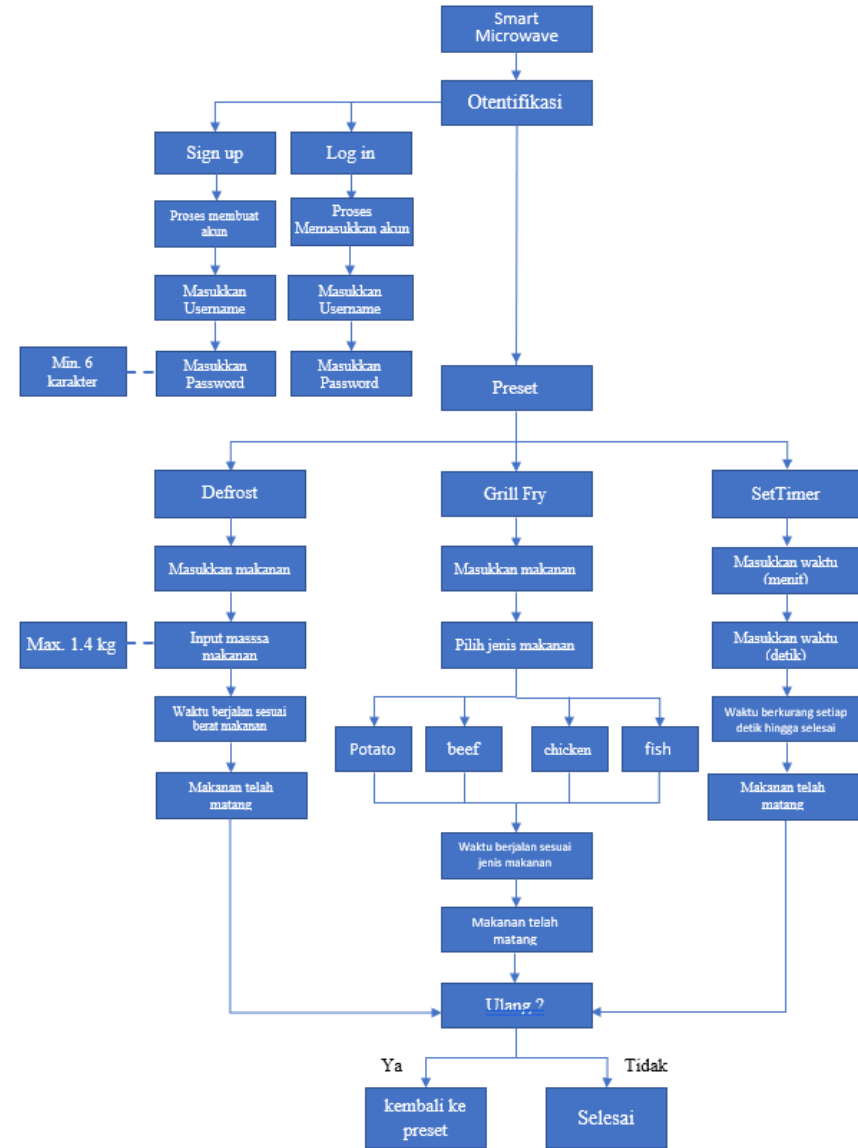 Smart
Microwave
Otentifikasi
Sign up
Log in
Proses membuat
akun
Proses
Memasukkan akun
Masukkan
Username
Masukkan
Username
Min. 6
karakter
Masukkan
Password
Masukkan
Password
Preset
Defrost
Grill Fry
SetTimer
Masukkan makanan
Masukkan makanan
Masukkan waktu
(menit)
Max. 1.4 kg
Input masssa
makanan
Pilih jenis makanan
Masukkan waktu
(detik)
Waktu berjalan sesuai
berat makanan
Waktu berkurang setiap
detik hingga selesai
Potato
beef
chicken
fish
Makanan telah
matang
Makanan telah
matang
Waktu berjalan sesuai
jenis makanan
Makanan telah
matang
Ulang ?
Ya
Tidak
kembali ke
preset
Selesai